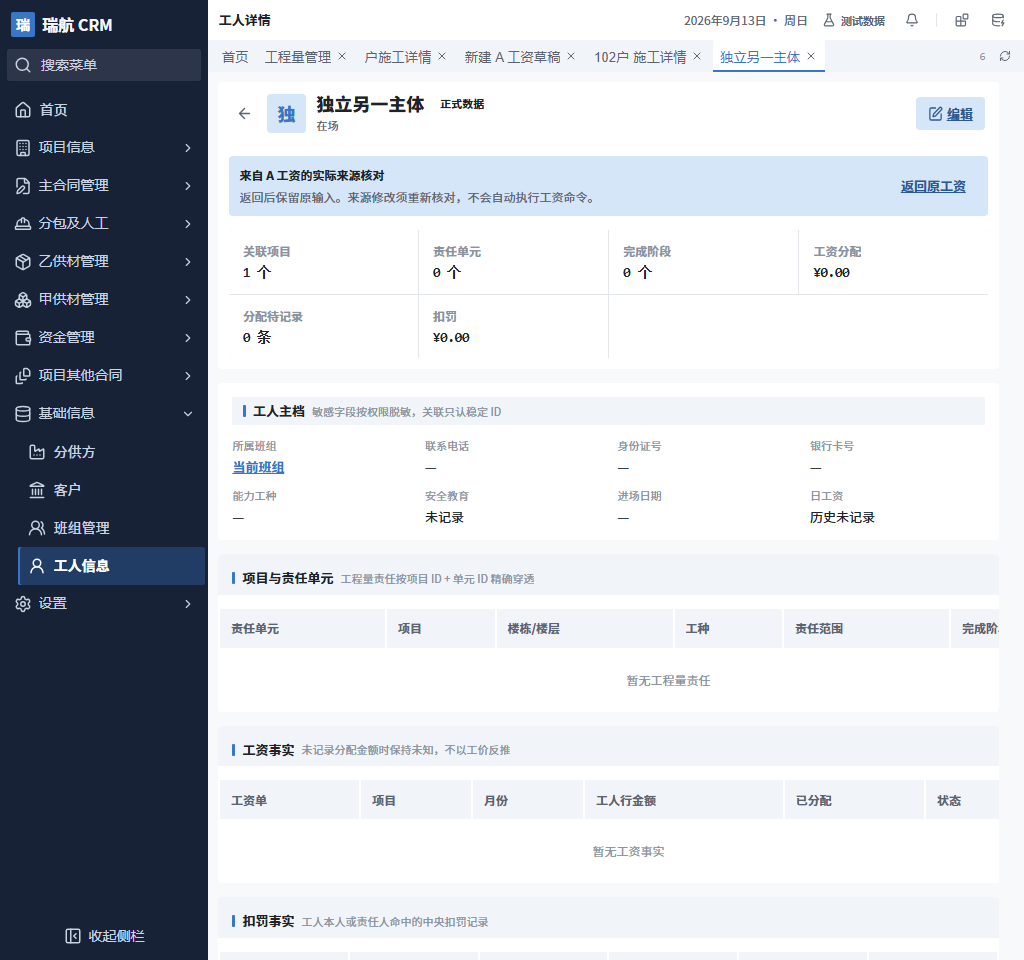 瑞 瑞航 CRM
搜索菜单
首页
项目信息
主合同管理
分包及人工
乙供材管理
甲供材管理
资金管理
项目其他合同
基础信息
分供方
客户
班组管理
工人信息
设置
收起侧栏
工人详情
2026年9月13日 · 周日 测试数据
首页 工程量管理 户施工详情 新建 A 工资草稿 102户 施工详情 独立另一主体 6
独 独立另一主体 正式数据
在场
编辑
来自 A 工资的实际来源核对
返回后保留原输入。来源修改须重新核对，不会自动执行工资命令。
返回原工资
关联项目 责任单元 完成阶段 工资分配
1 个 0 个 0 个 ¥0.00
分配待记录 扣罚
0 条 ¥0.00
工人主档 敏感字段按权限脱敏，关联只认稳定 ID
所属班组 联系电话 身份证号 银行卡号
当前班组 — — —
能力工种 安全教育 进场日期 日工资
— 未记录 — 历史未记录
项目与责任单元 工程量责任按项目 ID + 单元 ID 精确穿透
责任单元 项目 楼栋/楼层 工种 责任范围 完成阶
暂无工程量责任
工资事实 未记录分配金额时保持未知，不以工价反推
工资单 项目 月份 工人行金额 已分配 状态
暂无工资事实
扣罚事实 工人本人或责任人命中的中央扣罚记录